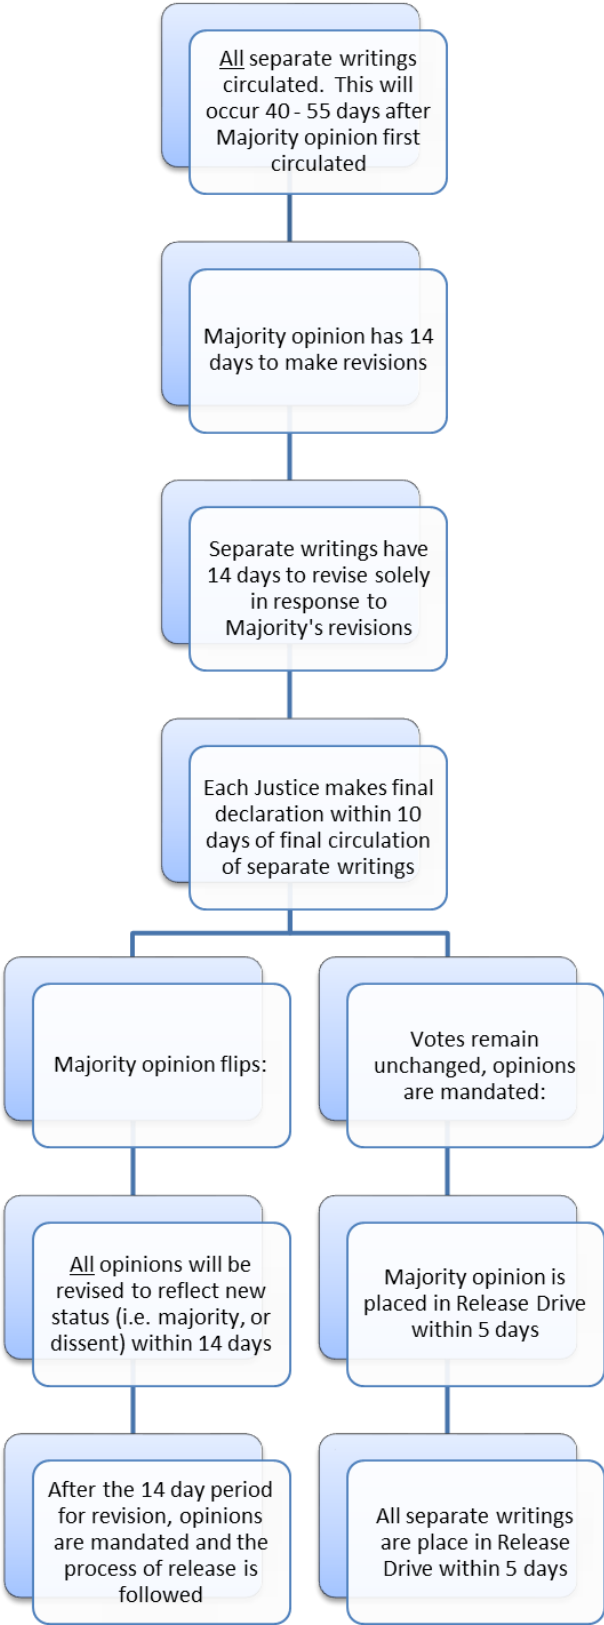 All separate writings
circulated.  This will
occur 40 - 55 days after
Majority opinion first
circulated
Majority opinion has 14
days to make revisions
Separate writings have
14 days to revise solely
in response to
Majority's revisions
Each Justice makes final
declaration within 10
days of final circulation
of separate writings
Majority opinion flips:
All opinions will be
revised to reflect new
status (i.e. majority, or
dissent) within 14 days
After the 14 day period
for revision, opinions
are mandated and the
process of release is
followed
Votes remain
unchanged, opinions
are mandated:
Majority opinion is
placed in Release Drive
within 5 days
All separate writings
are place in Release
Drive within 5 days